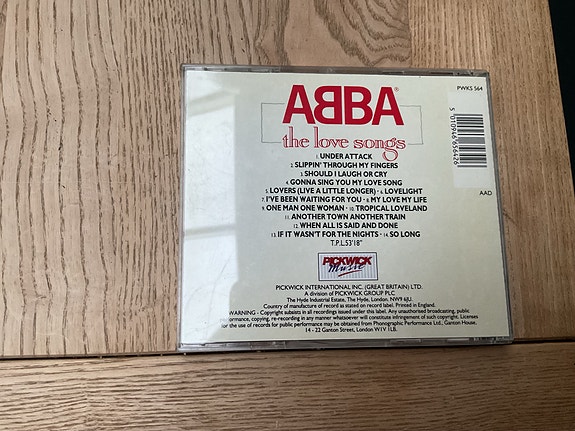 ABBA®
PWKS 564
the love songs
1. UNDER ATTACK
2. SLIPPIN' THROUGH MY FINGERS
3. SHOULD I LAUGH OR CRY
4. GONNA SING YOU MY LOVE SONG
5. LOVERS (LIVE A LITTLE LONGER) • 6. LOVELIGHT
7. I'VE BEEN WAITING FOR YOU • 8. MY LOVE MY LIFE
9. ONE MAN ONE WOMAN • 10. TROPICAL LOVELAND
11. ANOTHER TOWN ANOTHER TRAIN
12. WHEN ALL IS SAID AND DONE
13. IF IT WASN'T FOR THE NIGHTS • 14. SO LONG
T.P.L.53'18"
5 010946 656426
AAD
PICKWICK
Music
PICKWICK INTERNATIONAL INC. (GREAT BRITAIN) LTD.
A division of PICKWICK GROUP PLC
The Hyde Industrial Estate, The Hyde, London. NW9 6JU.
Country of manufacture of record as stated on record label. Printed in England.
WARNING - Copyright subsists in all recordings issued under this label. Any unauthorised broadcasting, public
performance, copying, re-recording in any manner whatsoever will constitute infringement of such copyright. Licences
for the use of records for public performance may be obtained from Phonographic Performance Ltd., Ganton House,
14 - 22 Ganton Street, London W1V 1LB.